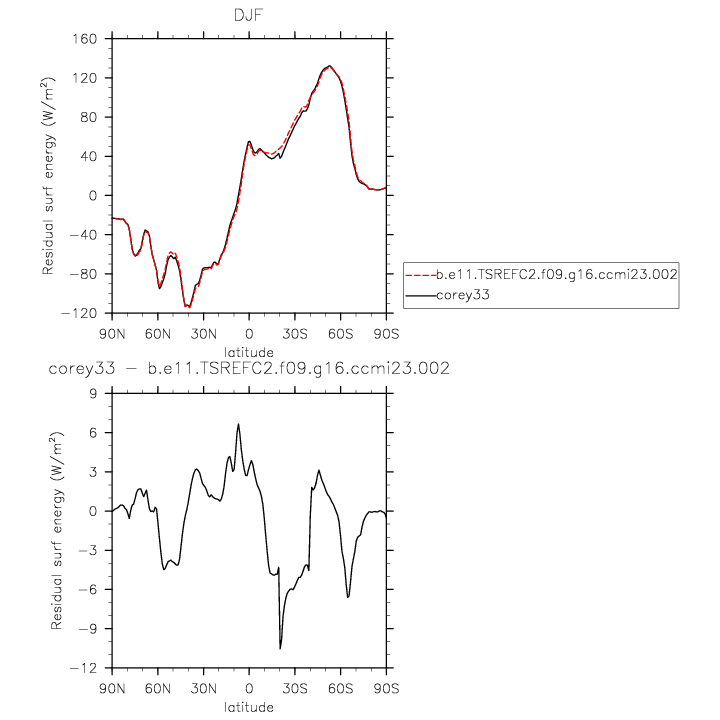 DJF
160
120
80
40
0
-40
-80
-120
Residual surf energy (W/m²)
90N 60N 30N 0 30S 60S 90S
latitude
b.e11.TSREFC2.f09.g16.ccmi23.002
corey33
corey33 - b.e11.TSREFC2.f09.g16.ccmi23.002
9
6
3
0
-3
-6
-9
-12
Residual surf energy (W/m²)
90N 60N 30N 0 30S 60S 90S
latitude